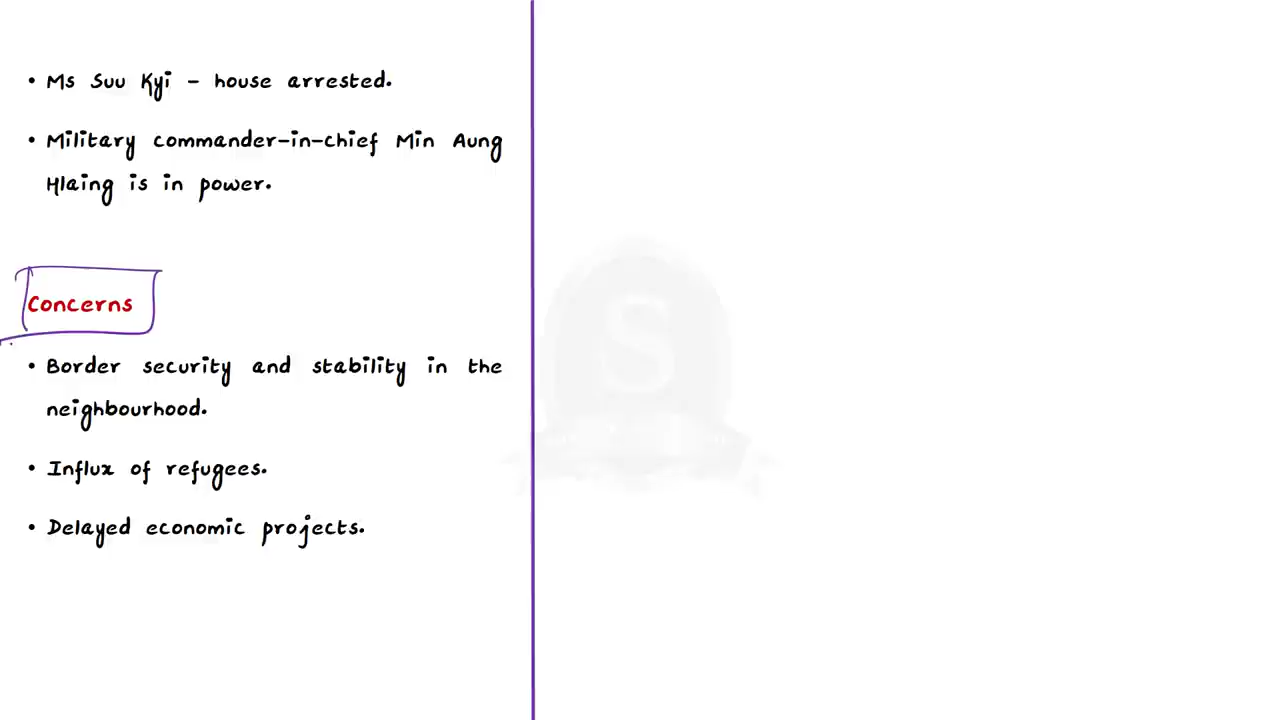 • Ms Suu Kyi - house arrested.
• Military commander-in-chief Min Aung
Hlaing is in power.
Concerns
• Border security and stability in the
neighbourhood.
• Influx of refugees.
• Delayed economic projects.
S